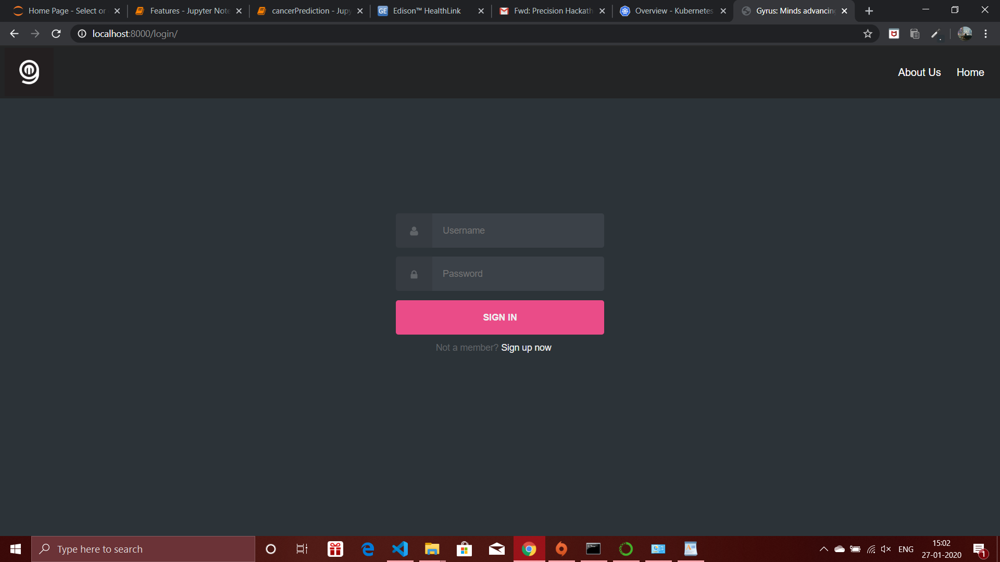 Home Page - Select or
Features - Jupyter Note
cancerPrediction - Jupy
GE Edison™ HealthLink
Fwd: Precision Hackath
Overview - Kubernetes
Gyrus: Minds advancing
localhost:8000/login/
About Us
Home
Username
Password
SIGN IN
Not a member? Sign up now
Type here to search
ENG
15:02
27-01-2020
1